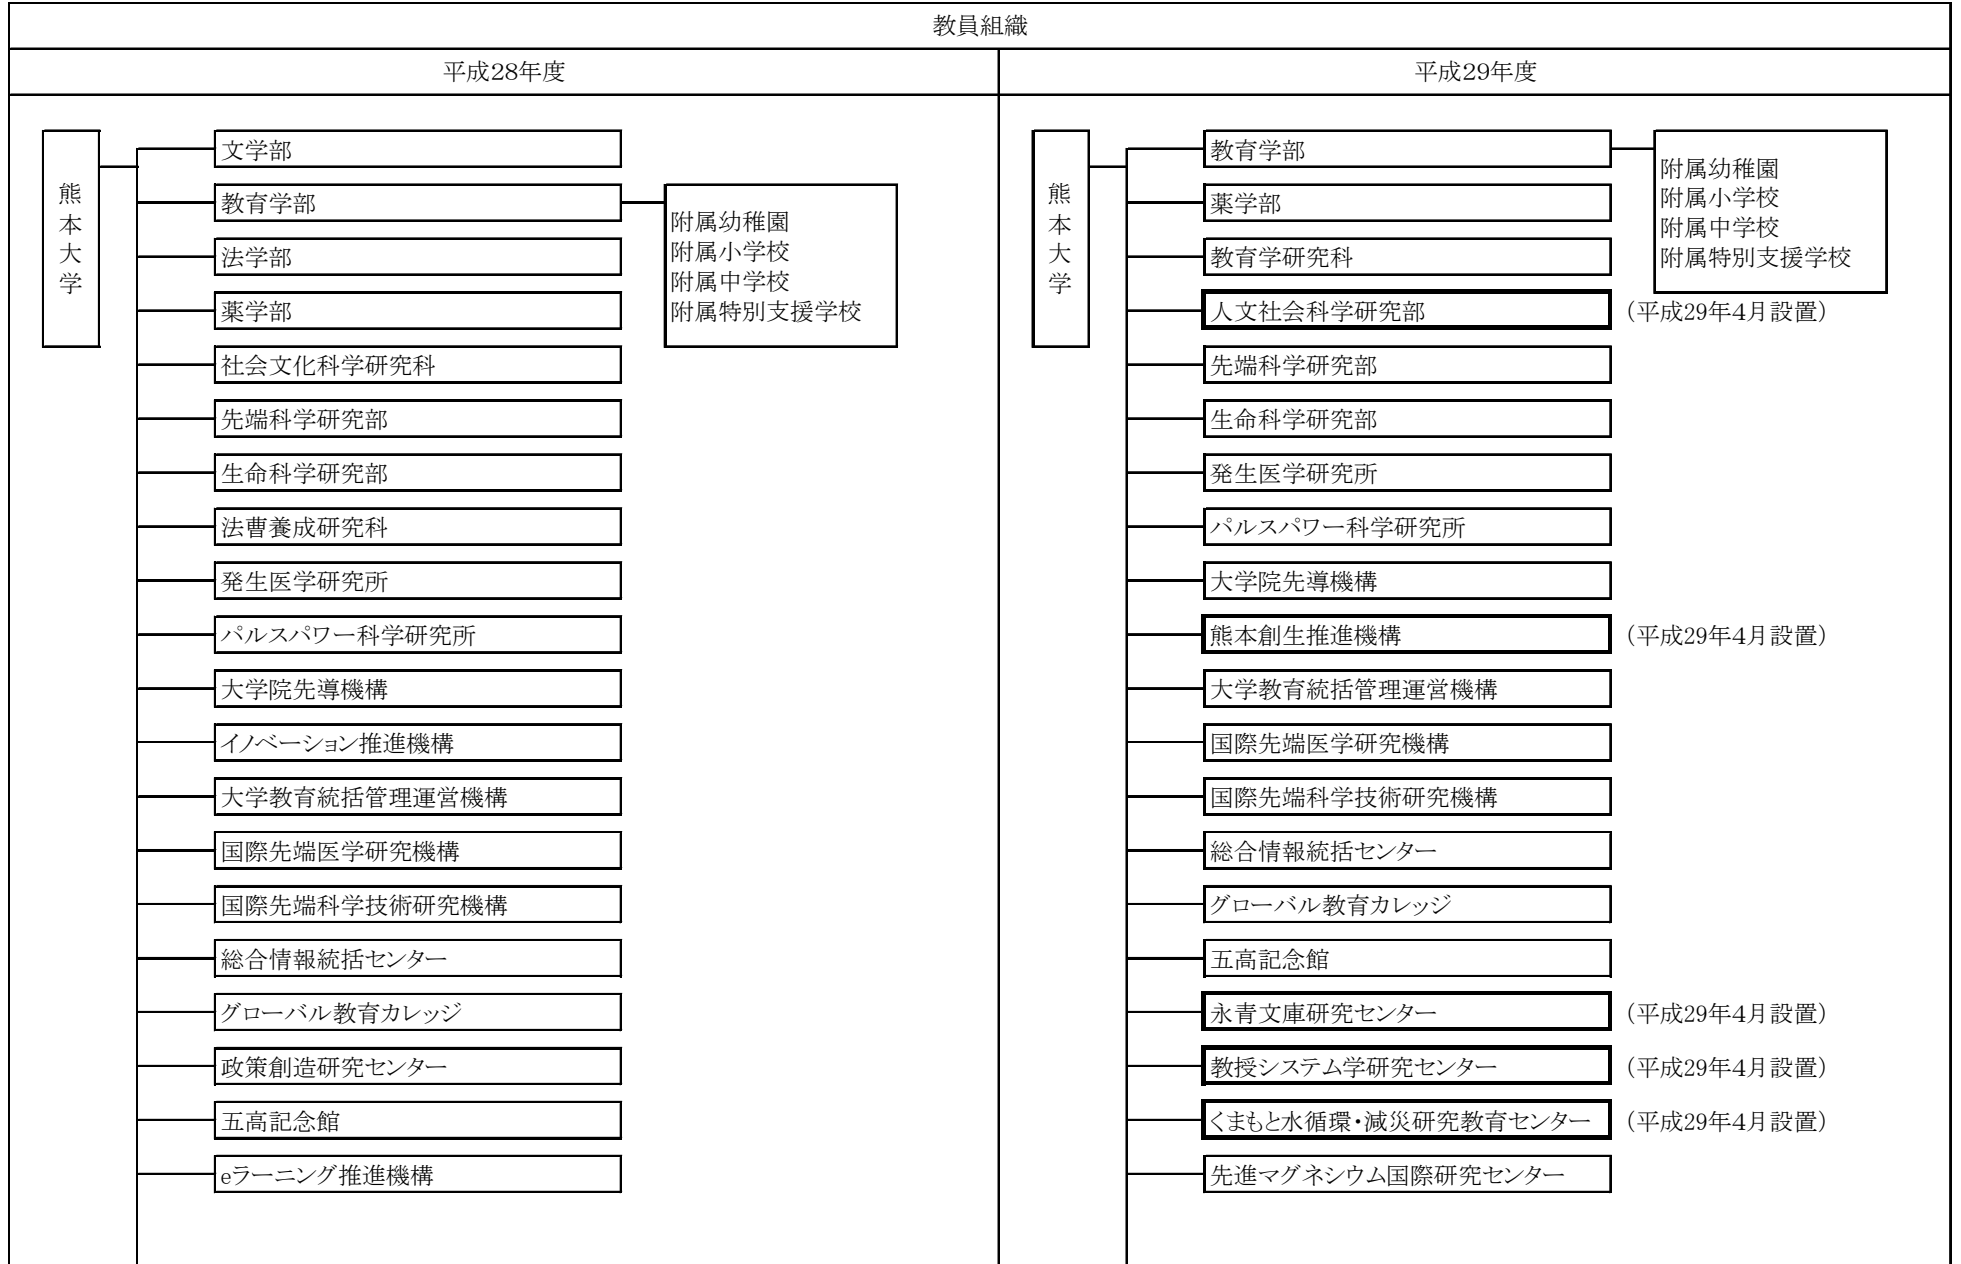 教員組織
平成28年度
熊本大学
文学部
教育学部
附属幼稚園
附属小学校
附属中学校
附属特別支援学校
法学部
薬学部
社会文化科学研究科
先端科学研究部
生命科学研究部
法曹養成研究科
発生医学研究所
パルスパワー科学研究所
大学院先導機構
イノベーション推進機構
大学教育統括管理運営機構
国際先端医学研究機構
国際先端科学技術研究機構
総合情報統括センター
グローバル教育カレッジ
政策創造研究センター
五高記念館
eラーニング推進機構
平成29年度
熊本大学
教育学部
附属幼稚園
附属小学校
附属中学校
附属特別支援学校
薬学部
教育学研究科
人文社会科学研究部 （平成29年4月設置）
先端科学研究部
生命科学研究部
発生医学研究所
パルスパワー科学研究所
大学院先導機構
熊本創生推進機構 （平成29年4月設置）
大学教育統括管理運営機構
国際先端医学研究機構
国際先端科学技術研究機構
総合情報統括センター
グローバル教育カレッジ
五高記念館
永青文庫研究センター （平成29年4月設置）
教授システム学研究センター （平成29年4月設置）
くまもと水循環・減災研究教育センター （平成29年4月設置）
先進マグネシウム国際研究センター